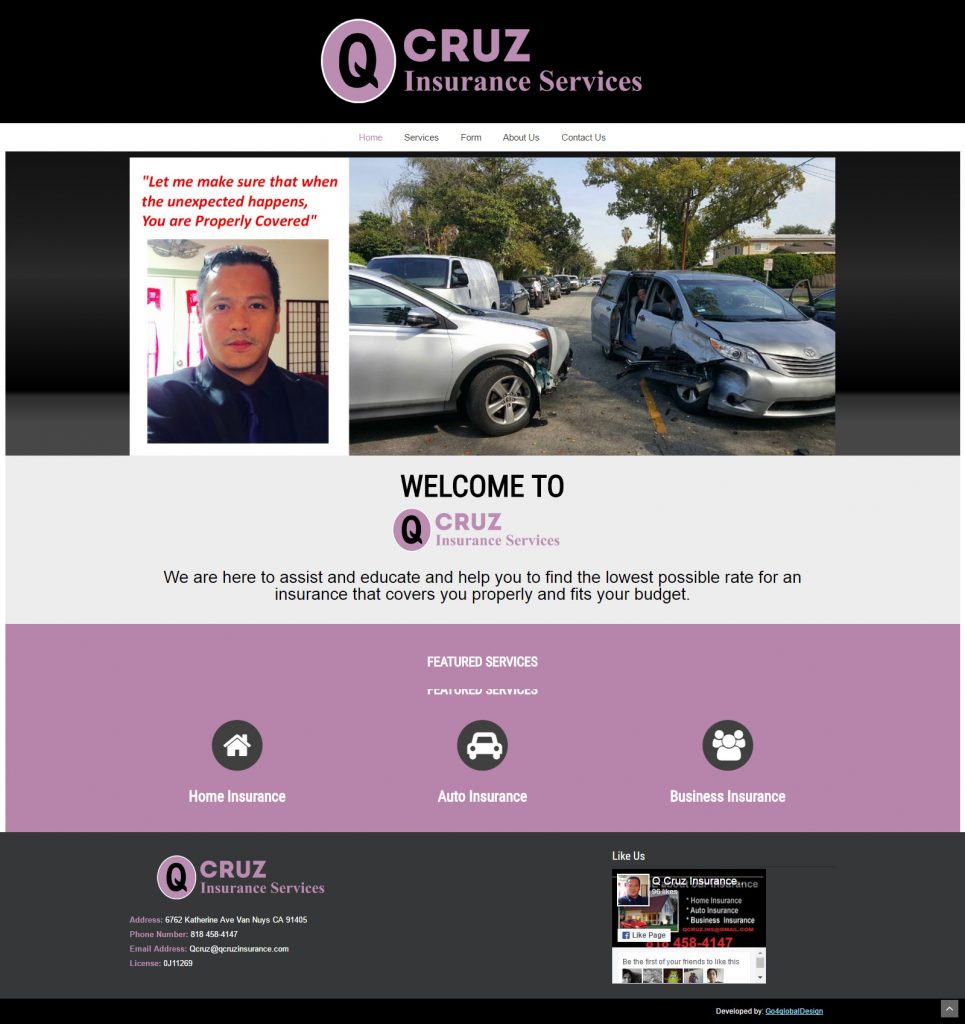 Q CRUZ
Insurance Services
Home Services Form About Us Contact Us
"Let me make sure that when
the unexpected happens,
You are Properly Covered"
WELCOME TO
Q CRUZ
Insurance Services
We are here to assist and educate and help you to find the lowest possible rate for an
insurance that covers you properly and fits your budget.
FEATURED SERVICES
FEATURED SERVICES
Home Insurance Auto Insurance Business Insurance
Q CRUZ
Insurance Services
Address: 6762 Katherine Ave Van Nuys CA 91405
Phone Number: 818 458-4147
Email Address: Qcruz@qcruzinsurance.com
License: 0J11269
Like Us
Q Cruz Insurance
about our insurance
96 likes
* Home Insurance
* Auto Insurance
* Business Insurance
QCRUZ.INS@GMAIL.COM
Like Page
818 458-4147
Be the first of your friends to like this
Developed by: Go4globalDesign